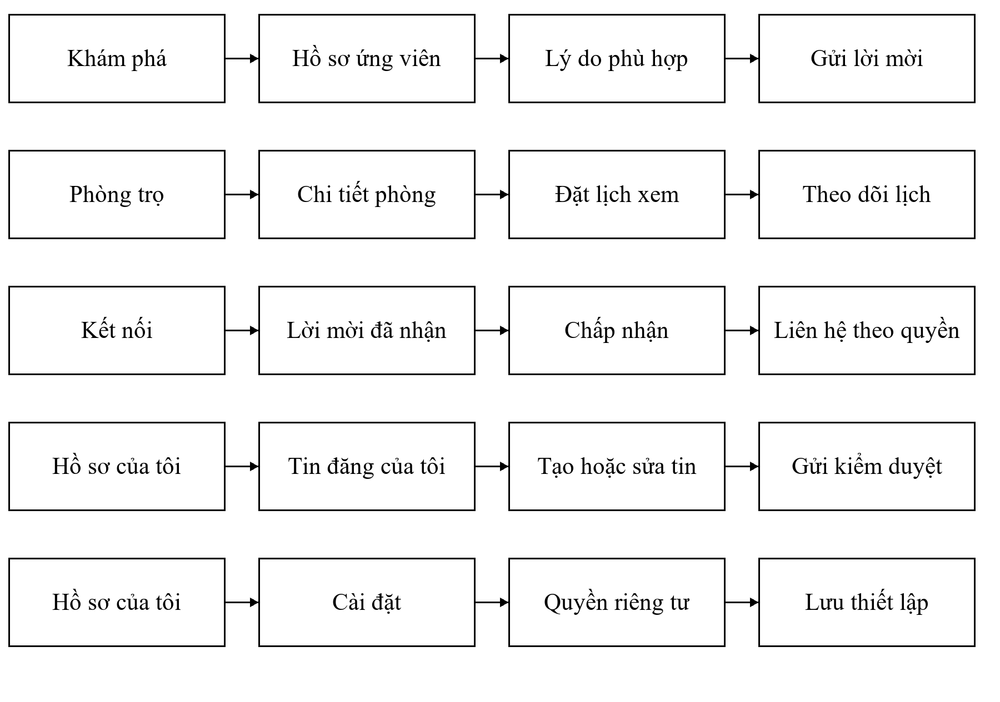 Khám phá
Hồ sơ ứng viên
Lý do phù hợp
Gửi lời mời
Phòng trọ
Chi tiết phòng
Đặt lịch xem
Theo dõi lịch
Kết nối
Lời mời đã nhận
Chấp nhận
Liên hệ theo quyền
Hồ sơ của tôi
Tin đăng của tôi
Tạo hoặc sửa tin
Gửi kiểm duyệt
Hồ sơ của tôi
Cài đặt
Quyền riêng tư
Lưu thiết lập